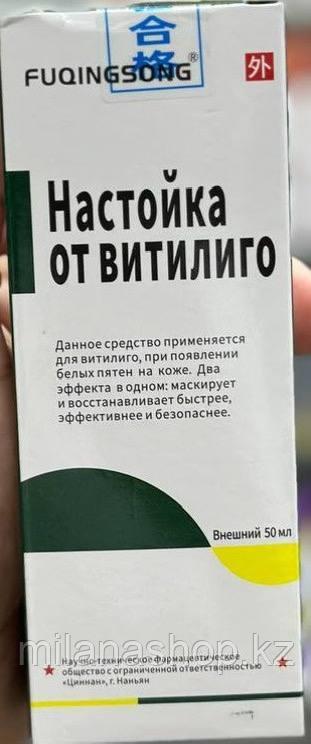 合格
FUQINGSONG®
外
Настойка
от витилиго
Данное средство применяется
для витилиго, при появлении
белых пятен на коже. Два
эффекта в одном: маскирует
и восстанавливает быстрее,
эффективнее и безопаснее.
Внешний 50 мл
milanashop.kz
Научно-техническое фармацевтическое
общество с ограниченной ответственностью
«Циннан», г. Наньян